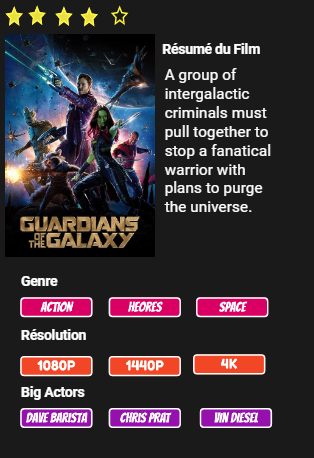 Résumé du Film
A group of
intergalactic
criminals must
pull together to
stop a fanatical
warrior with
plans to purge
the universe.
GUARDIANS
OF THE GALAXY
Genre
ACTION HEORES SPACE
Résolution
1080P 1440P 4K
Big Actors
DAVE BARISTA CHRIS PRAT VIN DIESEL